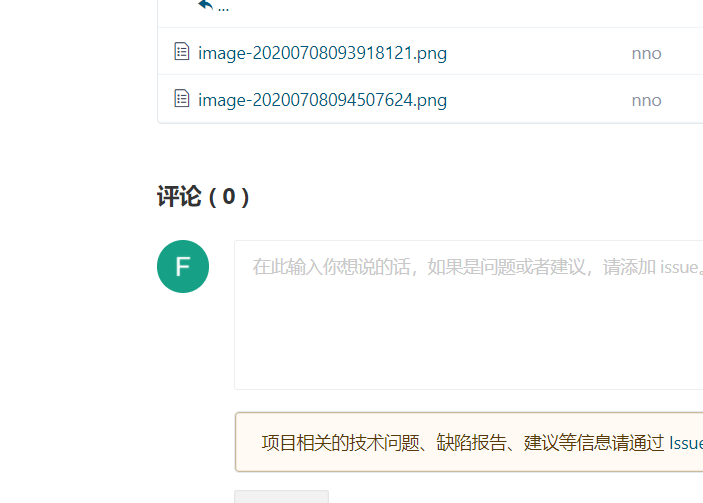 ...
image-20200708093918121.png nno
image-20200708094507624.png nno
评论 ( 0 )
F
在此输入你想说的话，如果是问题或者建议，请添加 issue。
项目相关的技术问题、缺陷报告、建议等信息请通过 Issue